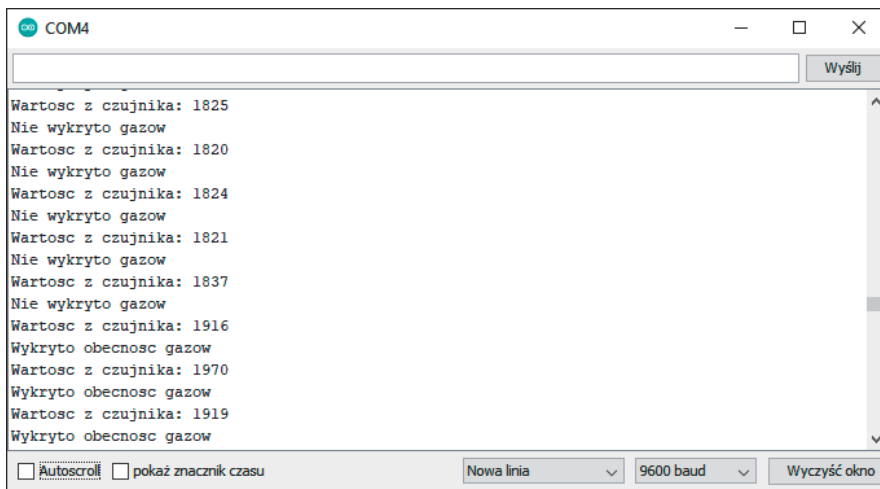 COM4
Wyślij
Wartosc z czujnika: 1825
Nie wykryto gazow
Wartosc z czujnika: 1820
Nie wykryto gazow
Wartosc z czujnika: 1824
Nie wykryto gazow
Wartosc z czujnika: 1821
Nie wykryto gazow
Wartosc z czujnika: 1837
Nie wykryto gazow
Wartosc z czujnika: 1916
Wykryto obecnosc gazow
Wartosc z czujnika: 1970
Wykryto obecnosc gazow
Wartosc z czujnika: 1919
Wykryto obecnosc gazow
Autoscroll pokaż znacznik czasu Nowa linia 9600 baud Wyczyść okno